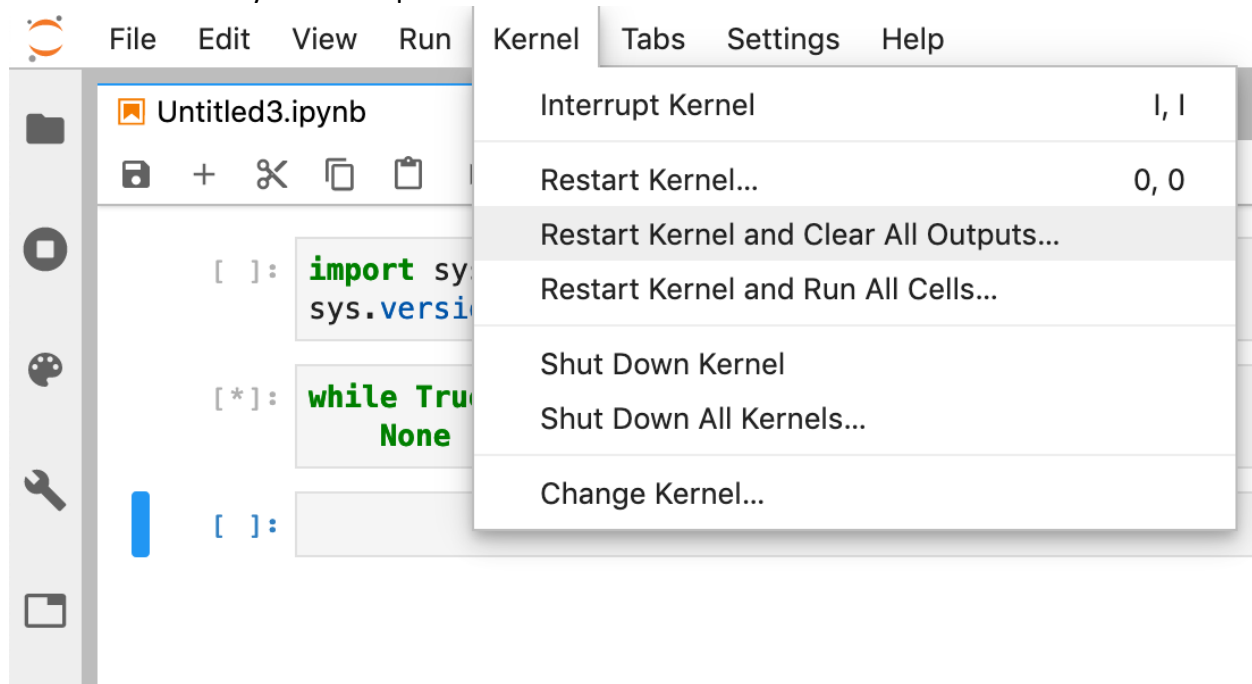 File Edit View Run Kernel Tabs Settings Help
Untitled3.ipynb
Interrupt Kernel I, I
Restart Kernel... 0, 0
Restart Kernel and Clear All Outputs...
Restart Kernel and Run All Cells...
Shut Down Kernel
Shut Down All Kernels...
Change Kernel...
[ ]: import sy
sys.versi
[*]: while Tru
None
[ ]: